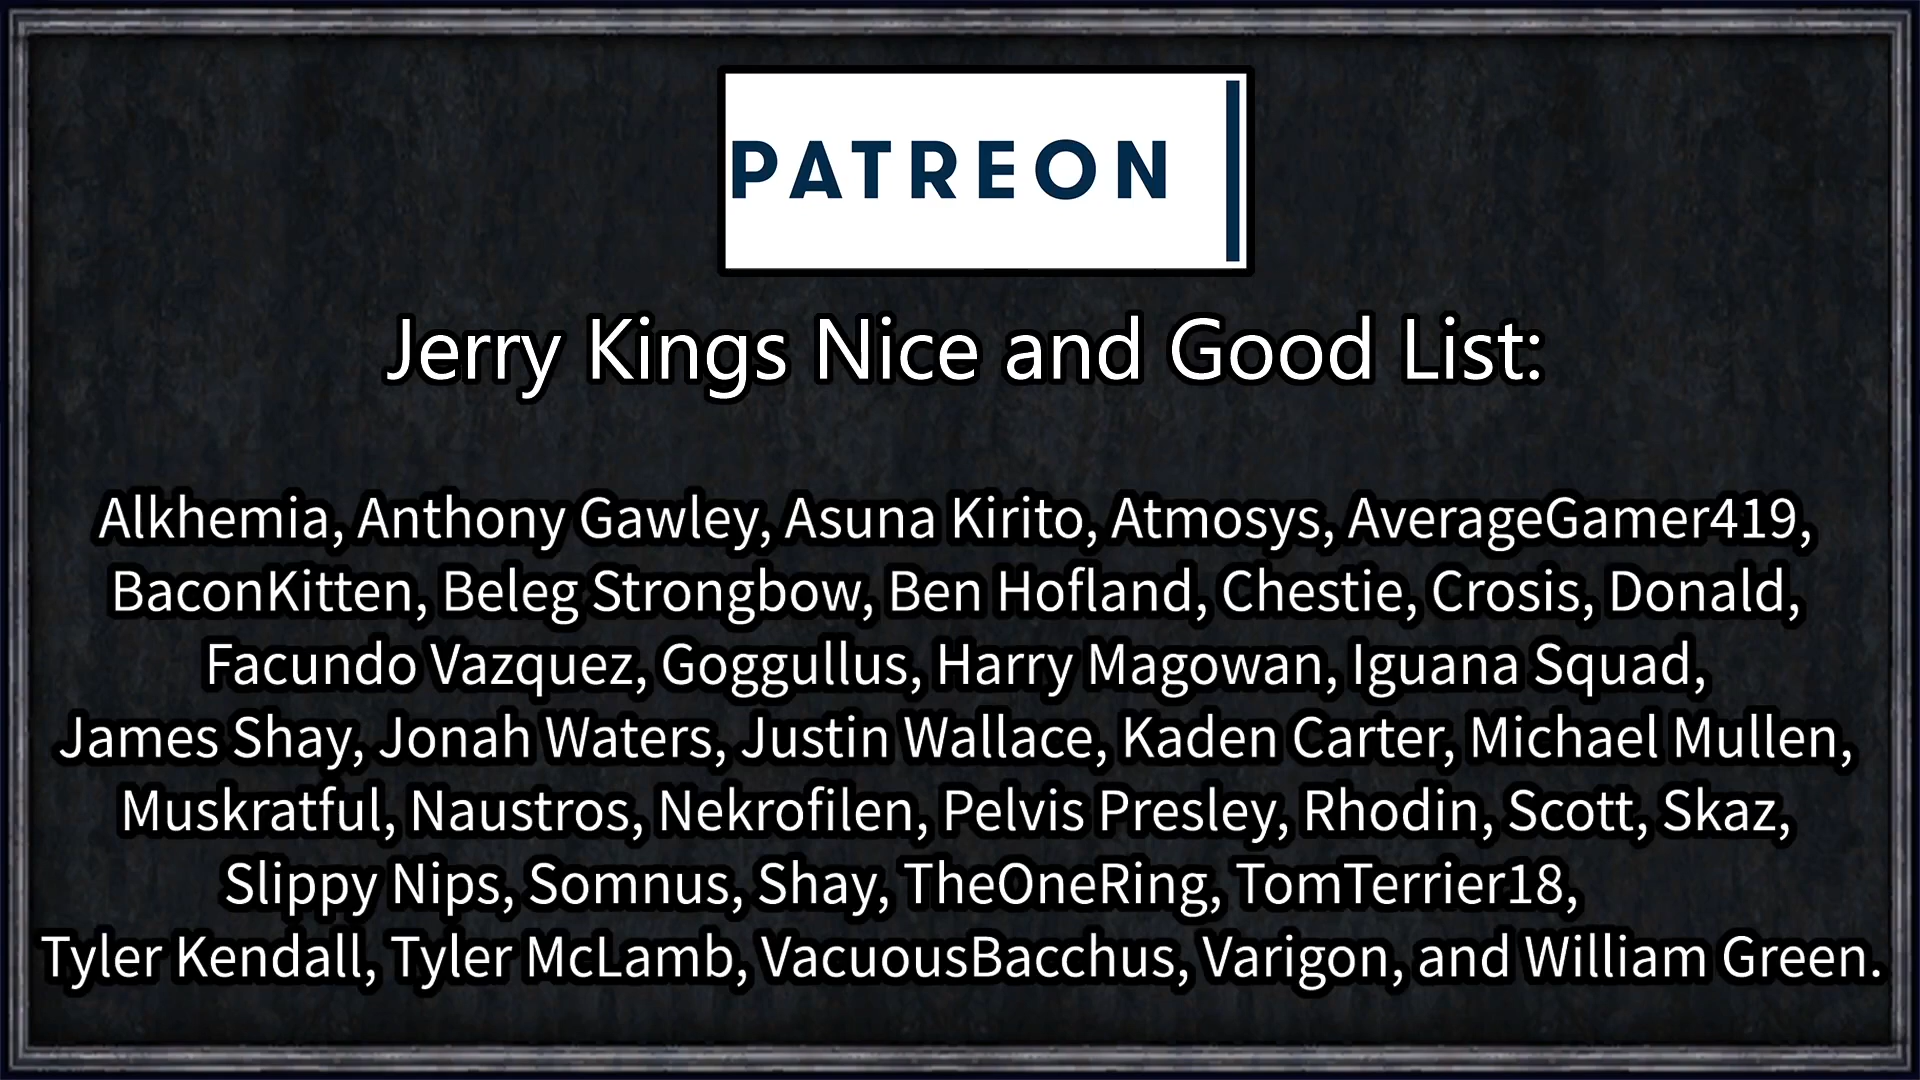 PATREON
Jerry Kings Nice and Good List:
Alkhemia, Anthony Gawley, Asuna Kirito, Atmosys, AverageGamer419,
BaconKitten, Beleg Strongbow, Ben Hofland, Chestie, Crosis, Donald,
Facundo Vazquez, Goggullus, Harry Magowan, Iguana Squad,
James Shay, Jonah Waters, Justin Wallace, Kaden Carter, Michael Mullen,
Muskratful, Naustros, Nekrofilen, Pelvis Presley, Rhodin, Scott, Skaz,
Slippy Nips, Somnus, Shay, TheOneRing, TomTerrier18,
Tyler Kendall, Tyler McLamb, VacuousBacchus, Varigon, and William Green.